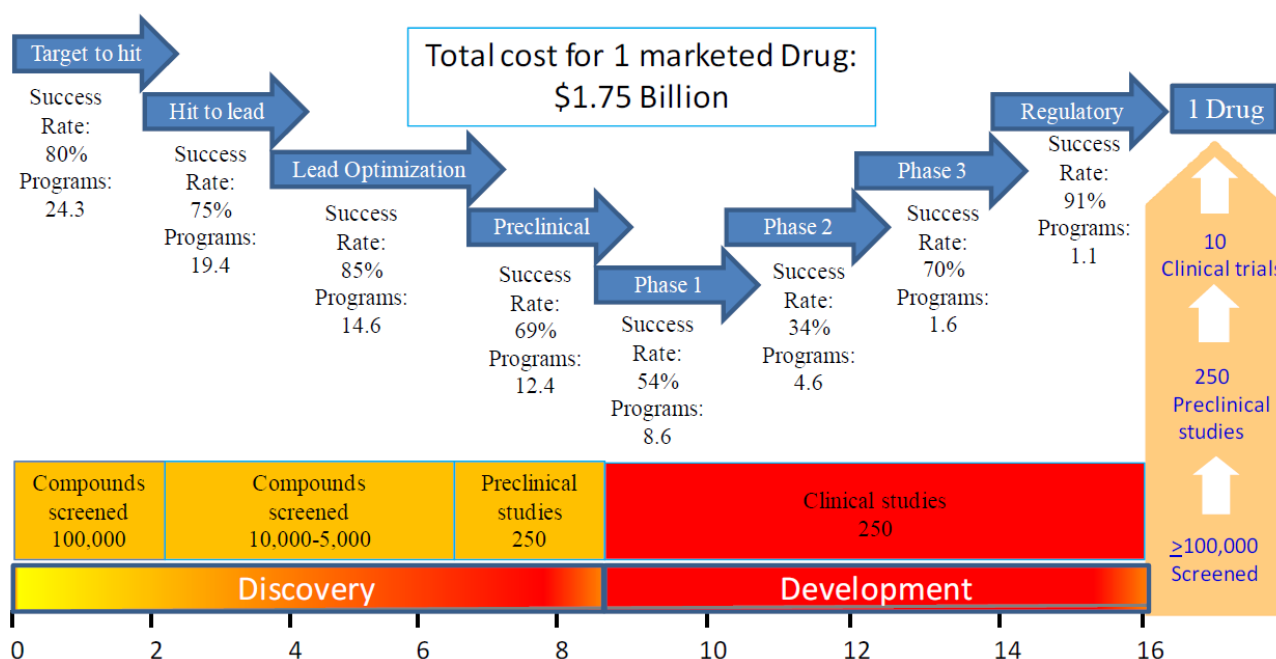 Total cost for 1 marketed Drug:
$1.75 Billion
Target to hit
Success
Rate:
80%
Programs:
24.3
Hit to lead
Success
Rate:
75%
Programs:
19.4
Lead Optimization
Success
Rate:
85%
Programs:
14.6
Preclinical
Success
Rate:
69%
Programs:
12.4
Phase 1
Success
Rate:
54%
Programs:
8.6
Phase 2
Success
Rate:
34%
Programs:
4.6
Phase 3
Success
Rate:
70%
Programs:
1.6
Regulatory
Success
Rate:
91%
Programs:
1.1
1 Drug
10
Clinical trials
250
Preclinical
studies
≥100,000
Screened
Compounds
screened
100,000
Compounds
screened
10,000-5,000
Preclinical
studies
250
Clinical studies
250
Discovery
Development
0 2 4 6 8 10 12 14 16